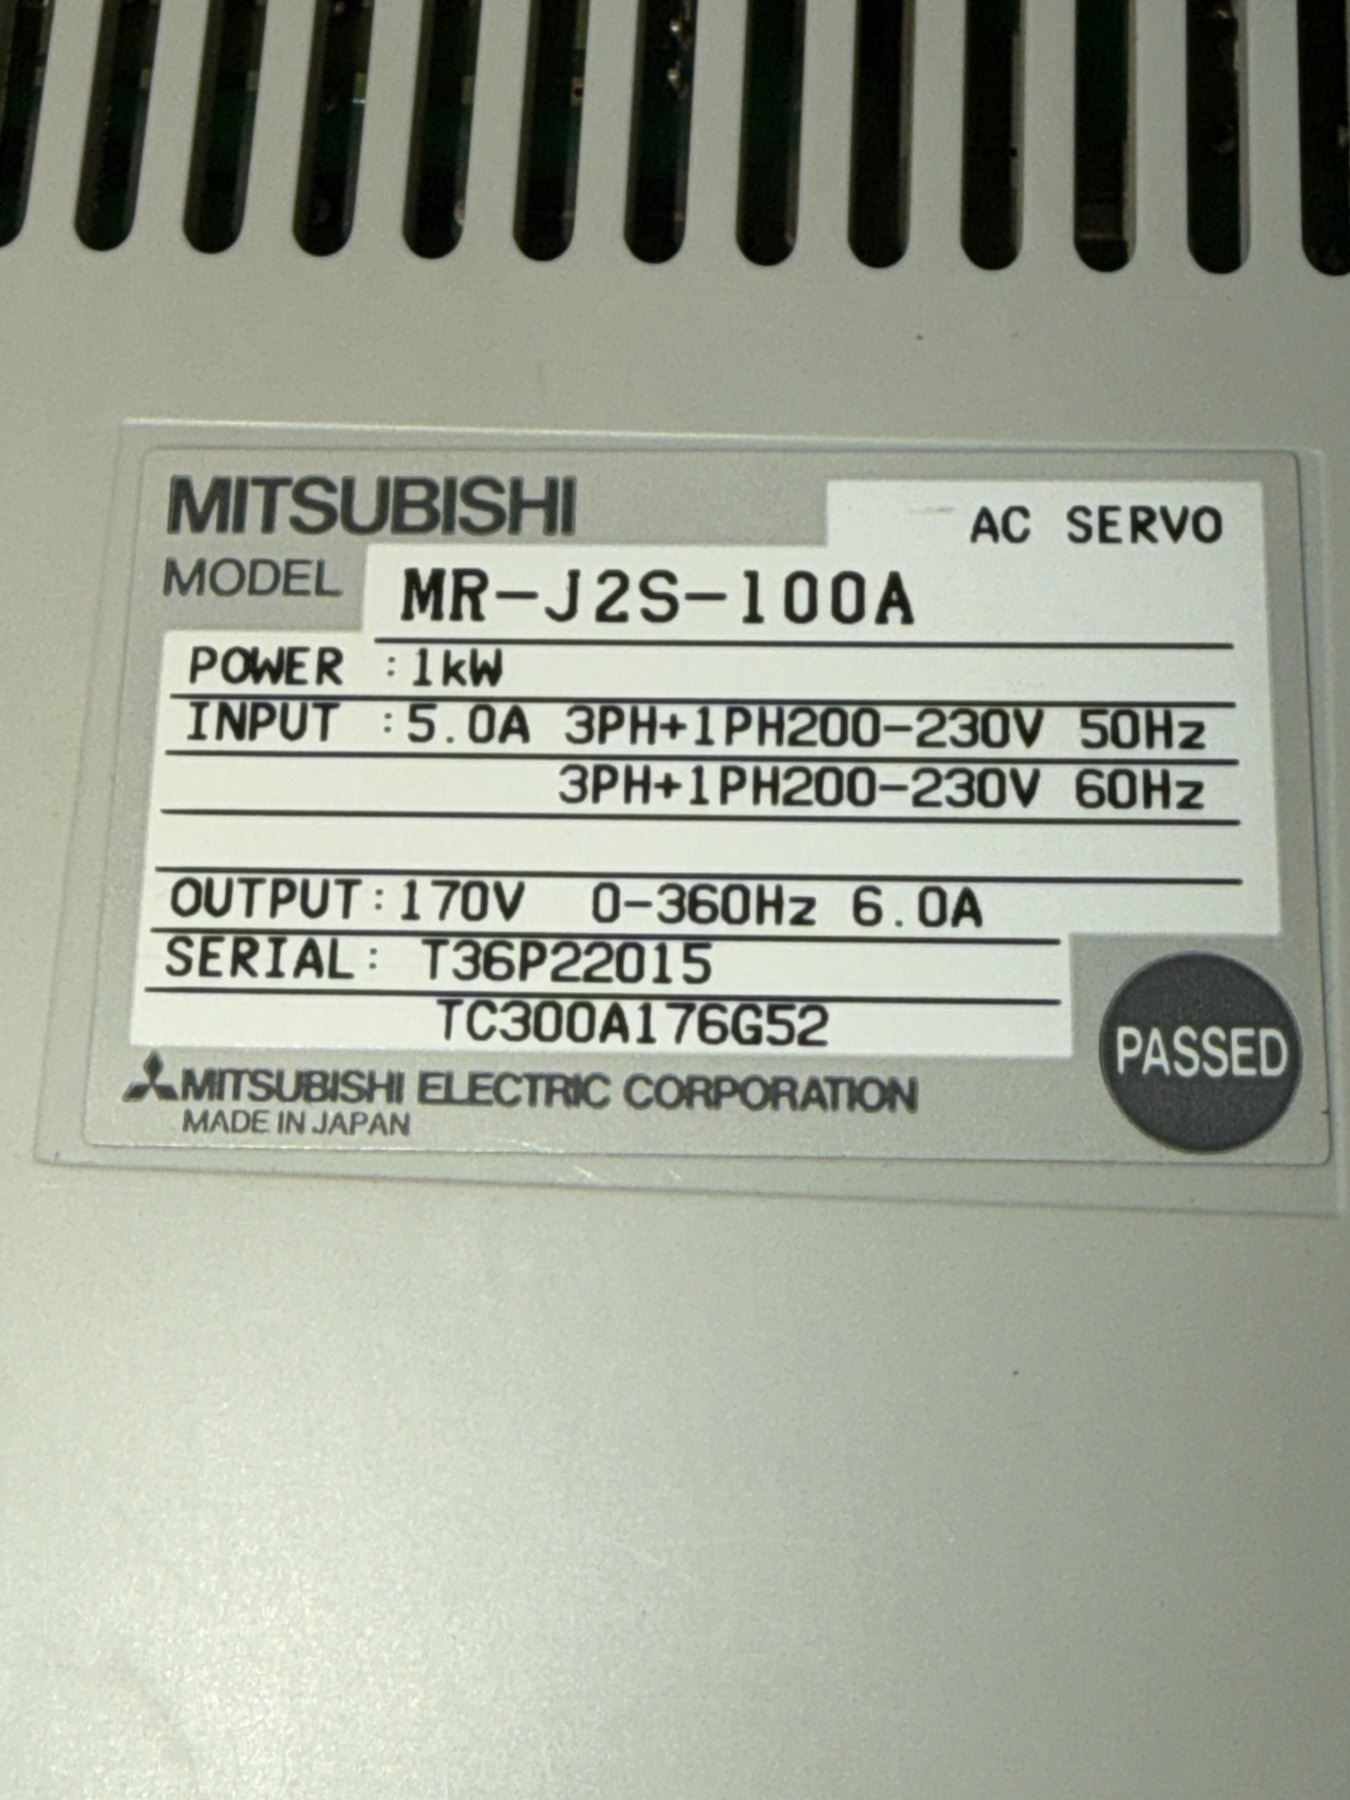 MITSUBISHI
AC SERVO
MODEL MR-J2S-100A
POWER :1kW
INPUT :5.0A 3PH+1PH200-230V 50Hz
3PH+1PH200-230V 60Hz
OUTPUT:170V 0-360Hz 6.0A
SERIAL: T36P22015
TC300A176G52
PASSED
MITSUBISHI ELECTRIC CORPORATION
MADE IN JAPAN